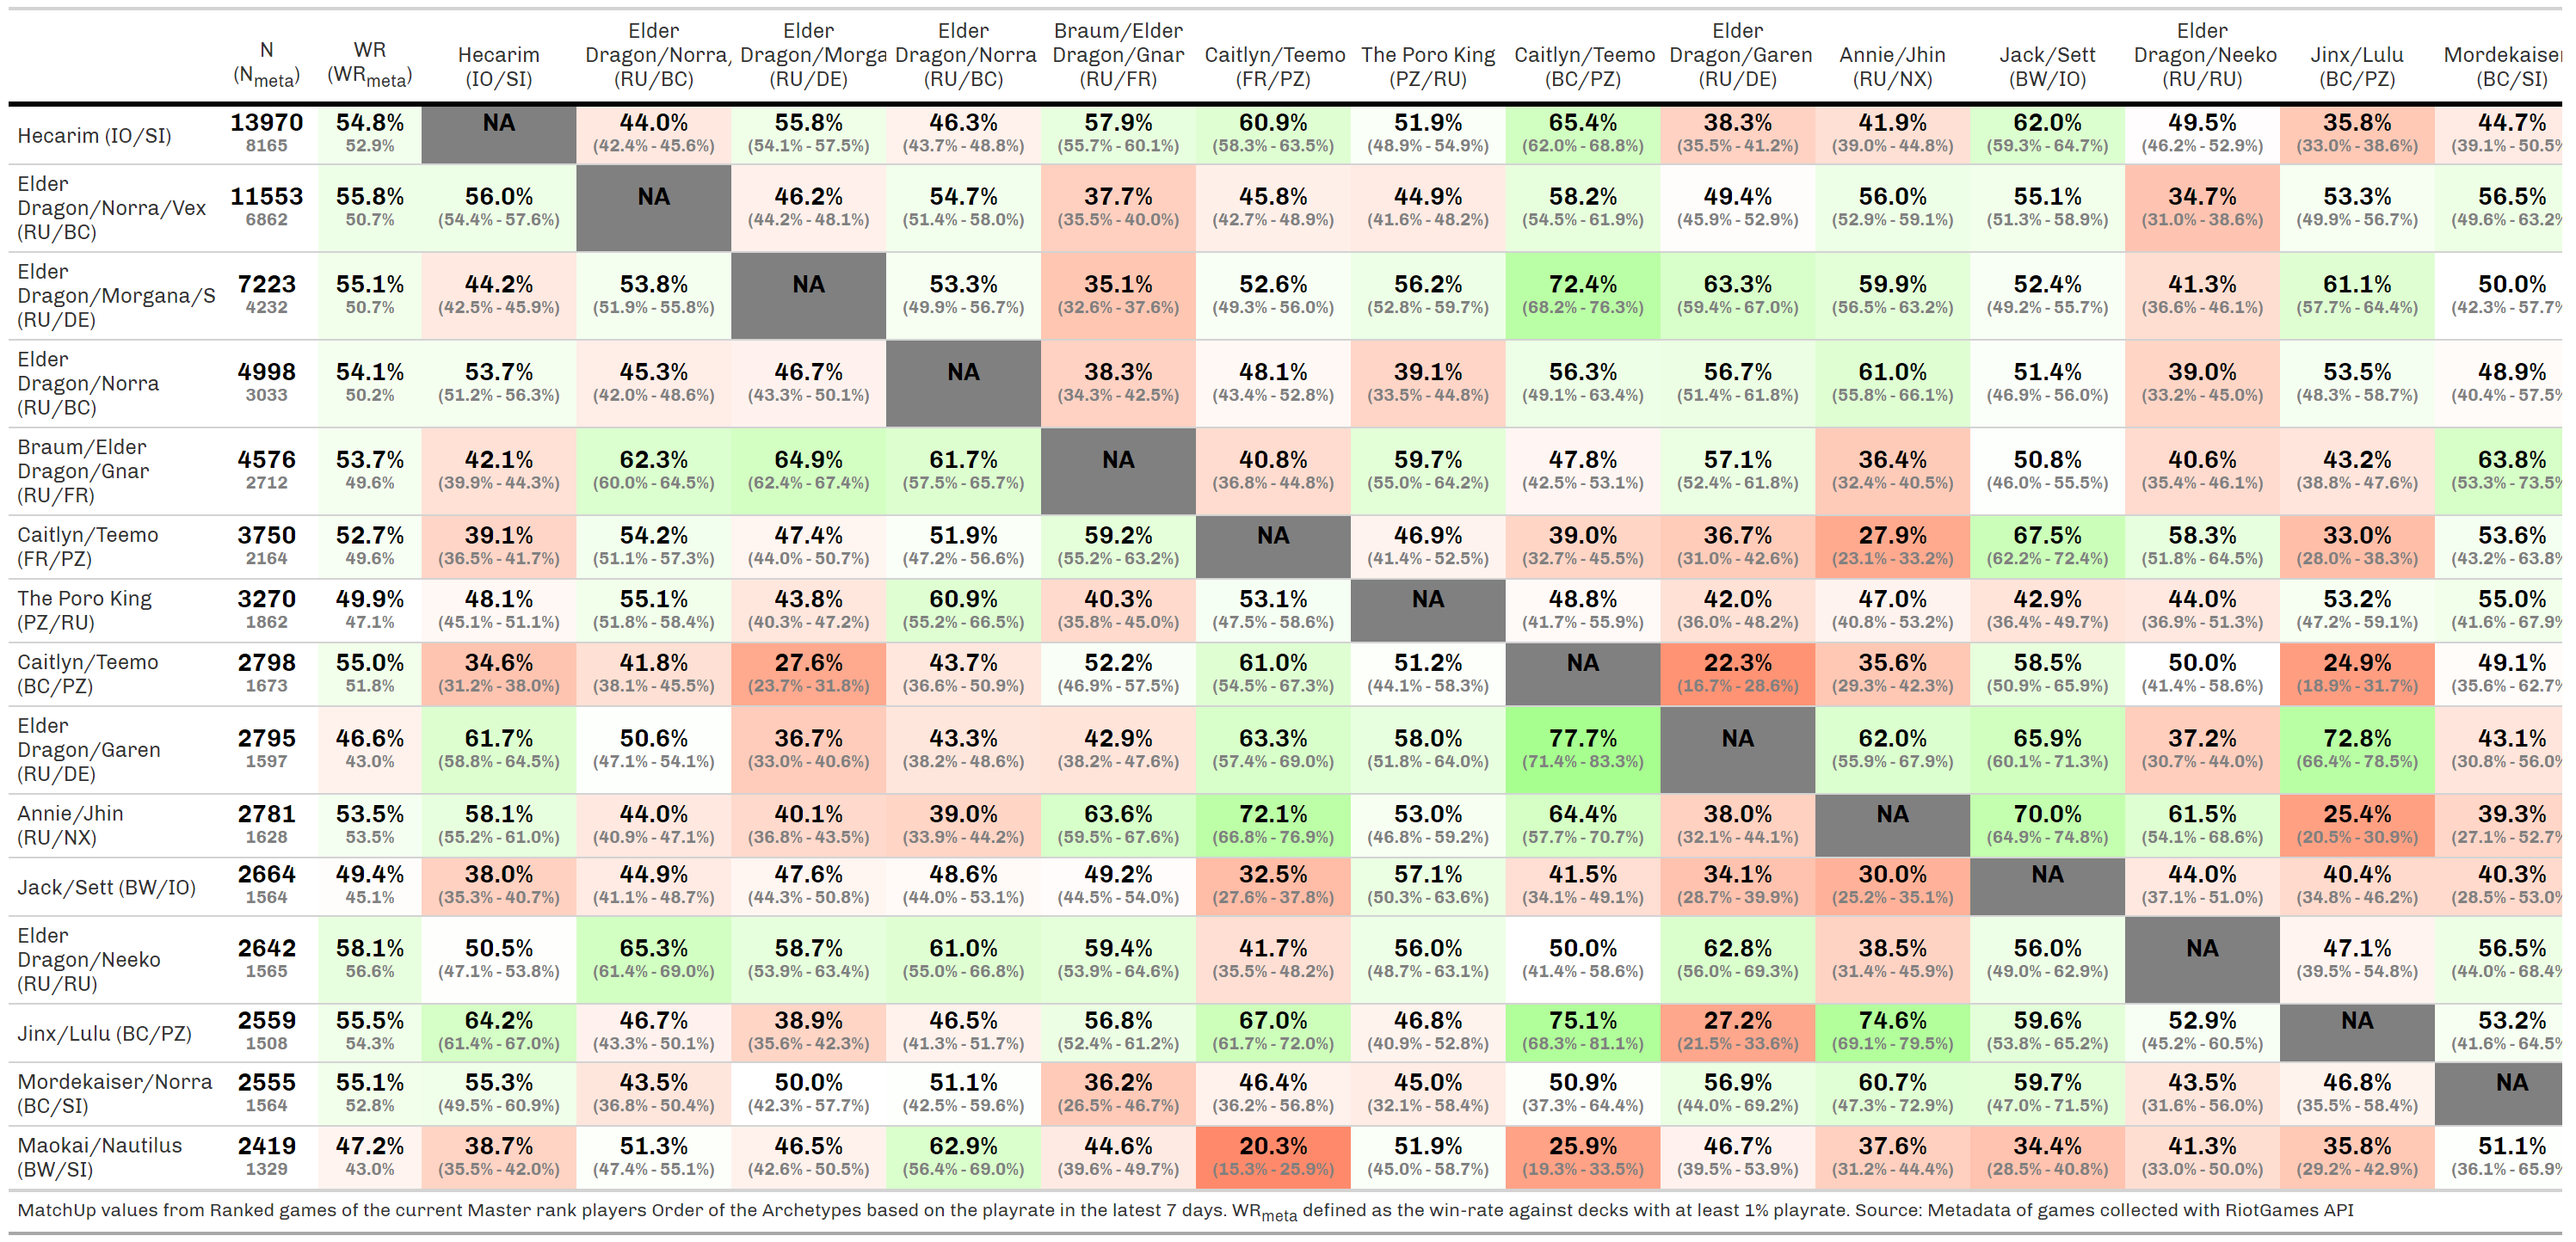 N (Nmeta) WR (WRmeta) Hecarim (IO/SI) Elder Dragon/Norra, (RU/BC) Elder Dragon/Morga (RU/DE) Elder Dragon/Norra (RU/BC) Braum/Elder Dragon/Gnar (RU/FR) Caitlyn/Teemo (FR/PZ) The Poro King (PZ/RU) Caitlyn/Teemo (BC/PZ) Elder Dragon/Garen (RU/DE) Annie/Jhin (RU/NX) Jack/Sett (BW/IO) Elder Dragon/Neeko (RU/RU) Jinx/Lulu (BC/PZ) Mordekaiser (BC/SI)
Hecarim (IO/SI) 13970 54.8% NA 44.0% 55.8% 46.3% 57.9% 60.9% 51.9% 65.4% 38.3% 41.9% 62.0% 49.5% 35.8% 44.7%
8165 52.9% (42.4% - 45.6%) (54.1% - 57.5%) (43.7% - 48.8%) (55.7% - 60.1%) (58.3% - 63.5%) (48.9% - 54.9%) (62.0% - 68.8%) (35.5% - 41.2%) (39.0% - 44.8%) (59.3% - 64.7%) (46.2% - 52.9%) (33.0% - 38.6%) (39.1% - 50.5%
Elder Dragon/Norra/Vex (RU/BC) 11553 55.8% 56.0% NA 46.2% 54.7% 37.7% 45.8% 44.9% 58.2% 49.4% 56.0% 55.1% 34.7% 53.3% 56.5%
6862 50.7% (54.4% - 57.6%) (44.2% - 48.1%) (51.4% - 58.0%) (35.5% - 40.0%) (42.7% - 48.9%) (41.6% - 48.2%) (54.5% - 61.9%) (45.9% - 52.9%) (52.9% - 59.1%) (51.3% - 58.9%) (31.0% - 38.6%) (49.9% - 56.7%) (49.6% - 63.2%
Elder Dragon/Morgana/S (RU/DE) 7223 55.1% 44.2% 53.8% NA 53.3% 35.1% 52.6% 56.2% 72.4% 63.3% 59.9% 52.4% 41.3% 61.1% 50.0%
4232 50.7% (42.5% - 45.9%) (51.9% - 55.8%) (49.9% - 56.7%) (32.6% - 37.6%) (49.3% - 56.0%) (52.8% - 59.7%) (68.2% - 76.3%) (59.4% - 67.0%) (56.5% - 63.2%) (49.2% - 55.7%) (36.6% - 46.1%) (57.7% - 64.4%) (42.3% - 57.7%
Elder Dragon/Norra (RU/BC) 4998 54.1% 53.7% 45.3% 46.7% NA 38.3% 48.1% 39.1% 56.3% 56.7% 61.0% 51.4% 39.0% 53.5% 48.9%
3033 50.2% (51.2% - 56.3%) (42.0% - 48.6%) (43.3% - 50.1%) (34.3% - 42.5%) (43.4% - 52.8%) (33.5% - 44.8%) (49.1% - 63.4%) (51.4% - 61.8%) (55.8% - 66.1%) (46.9% - 56.0%) (33.2% - 45.0%) (48.3% - 58.7%) (40.4% - 57.5%
Braum/Elder Dragon/Gnar (RU/FR) 4576 53.7% 42.1% 62.3% 64.9% 61.7% NA 40.8% 59.7% 47.8% 57.1% 36.4% 50.8% 40.6% 43.2% 63.8%
2712 49.6% (39.9% - 44.3%) (60.0% - 64.5%) (62.4% - 67.4%) (57.5% - 65.7%) (36.8% - 44.8%) (55.0% - 64.2%) (42.5% - 53.1%) (52.4% - 61.8%) (32.4% - 40.5%) (46.0% - 55.5%) (35.4% - 46.1%) (38.8% - 47.6%) (53.3% - 73.5%
Caitlyn/Teemo (FR/PZ) 3750 52.7% 39.1% 54.2% 47.4% 51.9% 59.2% NA 46.9% 39.0% 36.7% 27.9% 67.5% 58.3% 33.0% 53.6%
2164 49.6% (36.5% - 41.7%) (51.1% - 57.3%) (44.0% - 50.7%) (47.2% - 56.6%) (55.2% - 63.2%) (41.4% - 52.5%) (32.7% - 45.5%) (31.0% - 42.6%) (23.1% - 33.2%) (62.2% - 72.4%) (51.8% - 64.5%) (28.0% - 38.3%) (43.2% - 63.8%
The Poro King (PZ/RU) 3270 49.9% 48.1% 55.1% 43.8% 60.9% 40.3% 53.1% NA 48.8% 42.0% 47.0% 42.9% 44.0% 53.2% 55.0%
1862 47.1% (45.1% - 51.1%) (51.8% - 58.4%) (40.3% - 47.2%) (55.2% - 66.5%) (35.8% - 45.0%) (47.5% - 58.6%) (41.7% - 55.9%) (36.0% - 48.2%) (40.8% - 53.2%) (36.4% - 49.7%) (36.9% - 51.3%) (47.2% - 59.1%) (41.6% - 67.9%
Caitlyn/Teemo (BC/PZ) 2798 55.0% 34.6% 41.8% 27.6% 43.7% 52.2% 61.0% 51.2% NA 22.3% 35.6% 58.5% 50.0% 24.9% 49.1%
1673 51.8% (31.2% - 38.0%) (38.1% - 45.5%) (23.7% - 31.8%) (36.6% - 50.9%) (46.9% - 57.5%) (54.5% - 67.3%) (44.1% - 58.3%) (16.7% - 28.6%) (29.3% - 42.3%) (50.9% - 65.9%) (41.4% - 58.6%) (18.9% - 31.7%) (35.6% - 62.7%
Elder Dragon/Garen (RU/DE) 2795 46.6% 61.7% 50.6% 36.7% 43.3% 42.9% 63.3% 58.0% 77.7% NA 62.0% 65.9% 37.2% 72.8% 43.1%
1597 43.0% (58.8% - 64.5%) (47.1% - 54.1%) (33.0% - 40.6%) (38.2% - 48.6%) (38.2% - 47.6%) (57.4% - 69.0%) (51.8% - 64.0%) (71.4% - 83.3%) (55.9% - 67.9%) (60.1% - 71.3%) (30.7% - 44.0%) (66.4% - 78.5%) (30.8% - 56.0%
Annie/Jhin (RU/NX) 2781 53.5% 58.1% 44.0% 40.1% 39.0% 63.6% 72.1% 53.0% 64.4% 38.0% NA 70.0% 61.5% 25.4% 39.3%
1628 53.5% (55.2% - 61.0%) (40.9% - 47.1%) (36.8% - 43.5%) (33.9% - 44.2%) (59.5% - 67.6%) (66.8% - 76.9%) (46.8% - 59.2%) (57.7% - 70.7%) (32.1% - 44.1%) (64.9% - 74.8%) (54.1% - 68.6%) (20.5% - 30.9%) (27.1% - 52.7%
Jack/Sett (BW/IO) 2664 49.4% 38.0% 44.9% 47.6% 48.6% 49.2% 32.5% 57.1% 41.5% 34.1% 30.0% NA 44.0% 40.4% 40.3%
1564 45.1% (35.3% - 40.7%) (41.1% - 48.7%) (44.3% - 50.8%) (44.0% - 53.1%) (44.5% - 54.0%) (27.6% - 37.8%) (50.3% - 63.6%) (34.1% - 49.1%) (28.7% - 39.9%) (25.2% - 35.1%) (37.1% - 51.0%) (34.8% - 46.2%) (28.5% - 53.0%
Elder Dragon/Neeko (RU/RU) 2642 58.1% 50.5% 65.3% 58.7% 61.0% 59.4% 41.7% 56.0% 50.0% 62.8% 38.5% 56.0% NA 47.1% 56.5%
1565 56.6% (47.1% - 53.8%) (61.4% - 69.0%) (53.9% - 63.4%) (55.0% - 66.8%) (53.9% - 64.6%) (35.5% - 48.2%) (48.7% - 63.1%) (41.4% - 58.6%) (56.0% - 69.3%) (31.4% - 45.9%) (49.0% - 62.9%) (39.5% - 54.8%) (44.0% - 68.4%
Jinx/Lulu (BC/PZ) 2559 55.5% 64.2% 46.7% 38.9% 46.5% 56.8% 67.0% 46.8% 75.1% 27.2% 74.6% 59.6% 52.9% NA 53.2%
1508 54.3% (61.4% - 67.0%) (43.3% - 50.1%) (35.6% - 42.3%) (41.3% - 51.7%) (52.4% - 61.2%) (61.7% - 72.0%) (40.9% - 52.8%) (68.3% - 81.1%) (21.5% - 33.6%) (69.1% - 79.5%) (53.8% - 65.2%) (45.2% - 60.5%) (41.6% - 64.5%
Mordekaiser/Norra (BC/SI) 2555 55.1% 55.3% 43.5% 50.0% 51.1% 36.2% 46.4% 45.0% 50.9% 56.9% 60.7% 59.7% 43.5% 46.8% NA
1564 52.8% (49.5% - 60.9%) (36.8% - 50.4%) (42.3% - 57.7%) (42.5% - 59.6%) (26.5% - 46.7%) (36.2% - 56.8%) (32.1% - 58.4%) (37.3% - 64.4%) (44.0% - 69.2%) (47.3% - 72.9%) (47.0% - 71.5%) (31.6% - 56.0%) (35.5% - 58.4%)
Maokai/Nautilus (BW/SI) 2419 47.2% 38.7% 51.3% 46.5% 62.9% 44.6% 20.3% 51.9% 25.9% 46.7% 37.6% 34.4% 41.3% 35.8% 51.1%
1329 43.0% (35.5% - 42.0%) (47.4% - 55.1%) (42.6% - 50.5%) (56.4% - 69.0%) (39.6% - 49.7%) (15.3% - 25.9%) (45.0% - 58.7%) (19.3% - 33.5%) (39.5% - 53.9%) (31.2% - 44.4%) (28.5% - 40.8%) (33.0% - 50.0%) (29.2% - 42.9%) (36.1% - 65.9%
MatchUp values from Ranked games of the current Master rank players Order of the Archetypes based on the playrate in the latest 7 days. WRmeta defined as the win-rate against decks with at least 1% playrate. Source: Metadata of games collected with RiotGames API